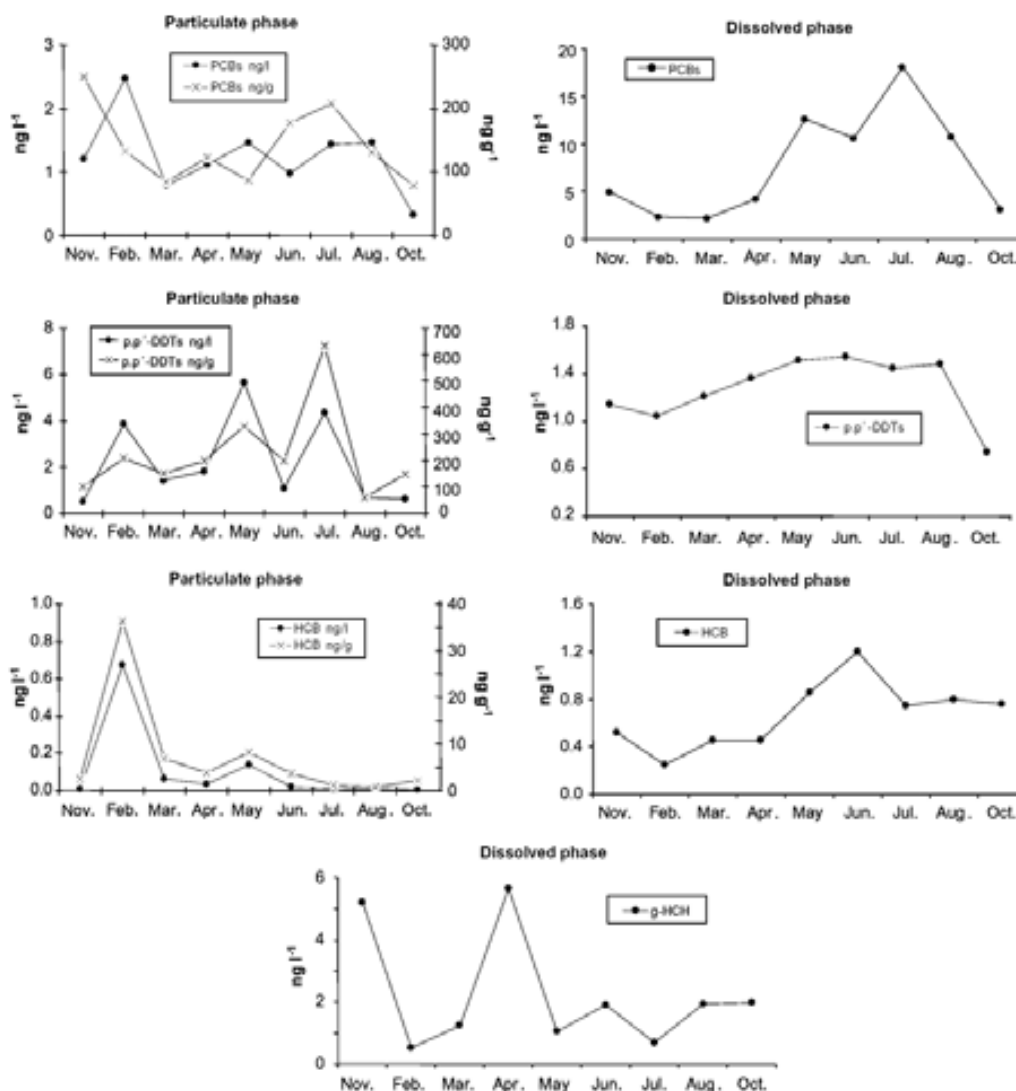 Particulate phase
3
2
1
0
ng l⁻¹
300
200
100
0
ng g⁻¹
PCBs ng/l
PCBs ng/g
Nov. Feb. Mar. Apr. May Jun. Jul. Aug. Oct.
Dissolved phase
20
15
10
5
0
ng l⁻¹
PCBs
Nov. Feb. Mar. Apr. May Jun. Jul. Aug. Oct.
Particulate phase
8
6
4
2
0
ng l⁻¹
700
600
500
400
300
200
100
0
ng g⁻¹
p.p´-DDTs ng/l
p.p´-DDTs ng/g
Nov. Feb. Mar. Apr. May Jun. Jul. Aug. Oct.
Dissolved phase
1.8
1.4
1.0
0.6
0.2
ng l⁻¹
p.p´-DDTs
Nov. Feb. Mar. Apr. May Jun. Jul. Aug. Oct.
Particulate phase
1.0
0.8
0.6
0.4
0.2
0.0
ng l⁻¹
40
30
20
10
0
ng g⁻¹
HCB ng/l
HCB ng/g
Nov. Feb. Mar. Apr. May Jun. Jul. Aug. Oct.
Dissolved phase
1.6
1.2
0.8
0.4
0.0
ng l⁻¹
HCB
Nov. Feb. Mar. Apr. May Jun. Jul. Aug. Oct.
Dissolved phase
6
4
2
0
ng l⁻¹
g-HCH
Nov. Feb. Mar. Apr. May Jun. Jul. Aug. Oct.